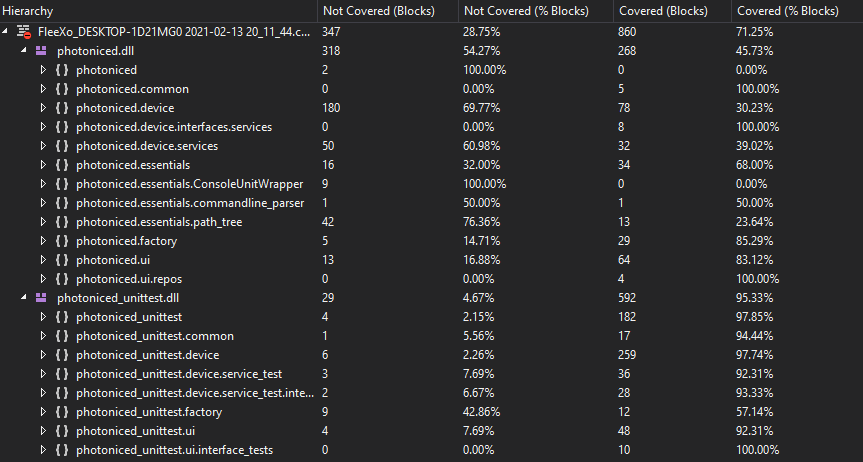 Hierarchy Not Covered (Blocks) Not Covered (% Blocks) Covered (Blocks) Covered (% Blocks)
FleeXo_DESKTOP-1D21MG0 2021-02-13 20_11_44.c... 347 28.75% 860 71.25%
photoniced.dll 318 54.27% 268 45.73%
{ } photoniced 2 100.00% 0 0.00%
{ } photoniced.common 0 0.00% 5 100.00%
{ } photoniced.device 180 69.77% 78 30.23%
{ } photoniced.device.interfaces.services 0 0.00% 8 100.00%
{ } photoniced.device.services 50 60.98% 32 39.02%
{ } photoniced.essentials 16 32.00% 34 68.00%
{ } photoniced.essentials.ConsoleUnitWrapper 9 100.00% 0 0.00%
{ } photoniced.essentials.commandline_parser 1 50.00% 1 50.00%
{ } photoniced.essentials.path_tree 42 76.36% 13 23.64%
{ } photoniced.factory 5 14.71% 29 85.29%
{ } photoniced.ui 13 16.88% 64 83.12%
{ } photoniced.ui.repos 0 0.00% 4 100.00%
photoniced_unittest.dll 29 4.67% 592 95.33%
{ } photoniced_unittest 4 2.15% 182 97.85%
{ } photoniced_unittest.common 1 5.56% 17 94.44%
{ } photoniced_unittest.device 6 2.26% 259 97.74%
{ } photoniced_unittest.device.service_test 3 7.69% 36 92.31%
{ } photoniced_unittest.device.service_test.inte... 2 6.67% 28 93.33%
{ } photoniced_unittest.factory 9 42.86% 12 57.14%
{ } photoniced_unittest.ui 4 7.69% 48 92.31%
{ } photoniced_unittest.ui.interface_tests 0 0.00% 10 100.00%